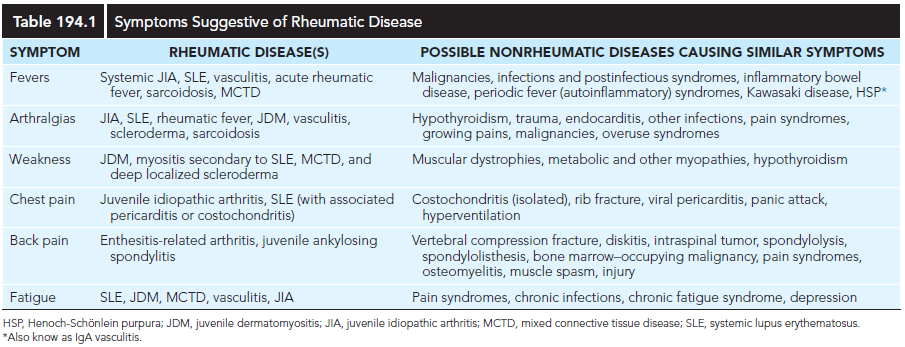 Table 194.1 Symptoms Suggestive of Rheumatic Disease
SYMPTOM RHEUMATIC DISEASE(S) POSSIBLE NONRHEUMATIC DISEASES CAUSING SIMILAR SYMPTOMS
Fevers Systemic JIA, SLE, vasculitis, acute rheumatic Malignancies, infections and postinfectious syndromes, inflammatory bowel
fever, sarcoidosis, MCTD disease, periodic fever (autoinflammatory) syndromes, Kawasaki disease, HSP*
Arthralgias JIA, SLE, rheumatic fever, JDM, vasculitis, Hypothyroidism, trauma, endocarditis, other infections, pain syndromes,
scleroderma, sarcoidosis growing pains, malignancies, overuse syndromes
Weakness JDM, myositis secondary to SLE, MCTD, and Muscular dystrophies, metabolic and other myopathies, hypothyroidism
deep localized scleroderma
Chest pain Juvenile idiopathic arthritis, SLE (with associated Costochondritis (isolated), rib fracture, viral pericarditis, panic attack,
pericarditis or costochondritis) hyperventilation
Back pain Enthesitis-related arthritis, juvenile ankylosing Vertebral compression fracture, diskitis, intraspinal tumor, spondylolysis,
spondylitis spondylolisthesis, bone marrow–occupying malignancy, pain syndromes,
osteomyelitis, muscle spasm, injury
Fatigue SLE, JDM, MCTD, vasculitis, JIA Pain syndromes, chronic infections, chronic fatigue syndrome, depression
HSP, Henoch-Schönlein purpura; JDM, juvenile dermatomyositis; JIA, juvenile idiopathic arthritis; MCTD, mixed connective tissue disease; SLE, systemic lupus erythematosus.
*Also known as IgA vasculitis.